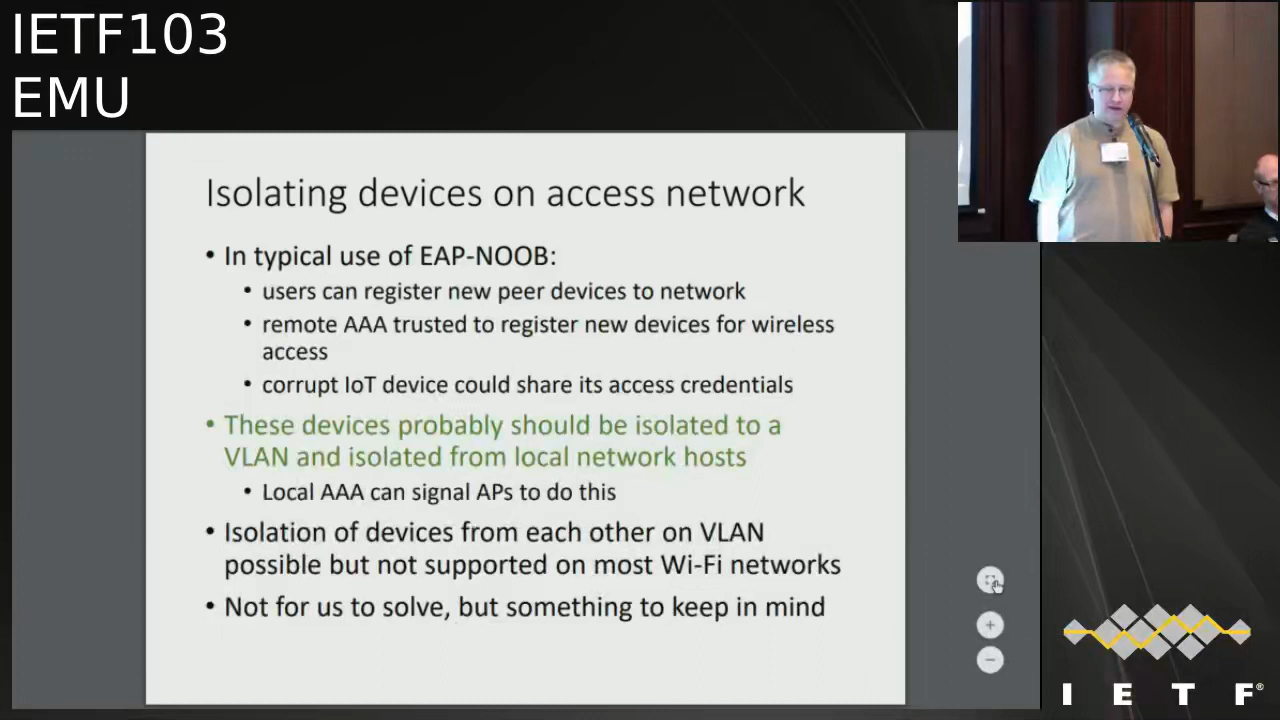 IETF103
EMU
Isolating devices on access network
• In typical use of EAP-NOOB:
• users can register new peer devices to network
• remote AAA trusted to register new devices for wireless
access
• corrupt IoT device could share its access credentials
• These devices probably should be isolated to a
VLAN and isolated from local network hosts
• Local AAA can signal APs to do this
• Isolation of devices from each other on VLAN
possible but not supported on most Wi-Fi networks
• Not for us to solve, but something to keep in mind
I E T F®